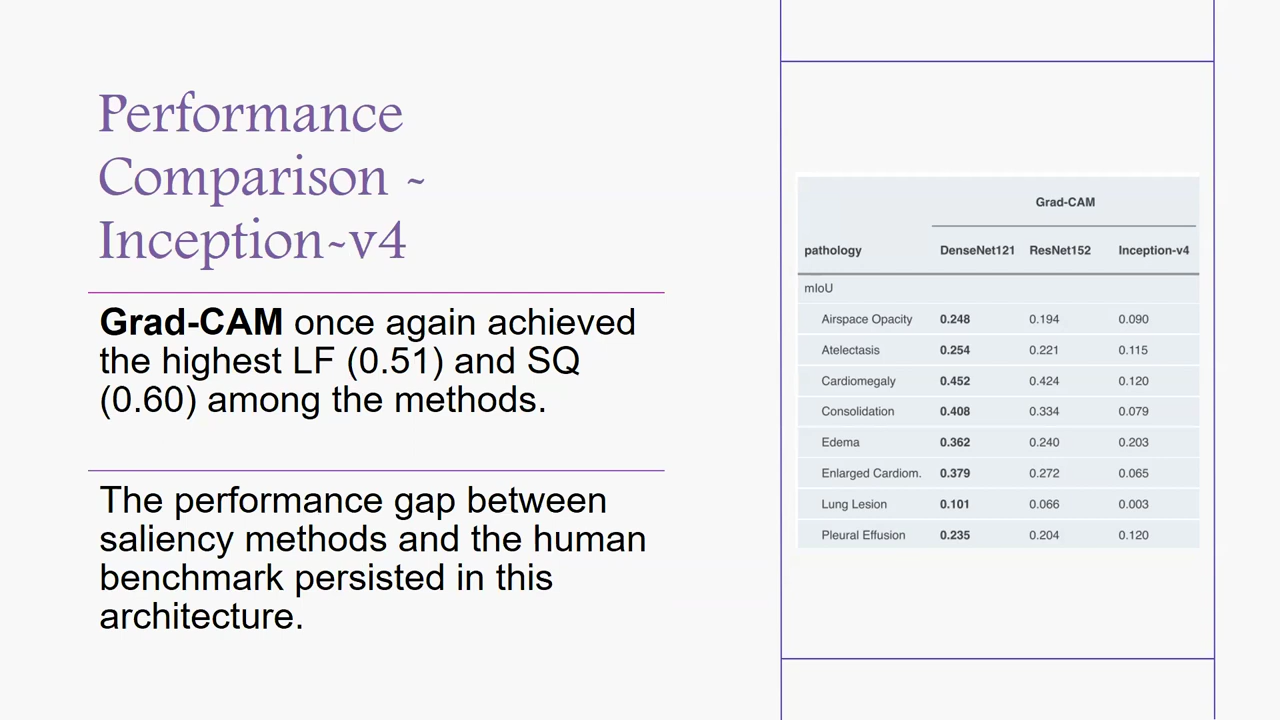 Performance
Comparison -
Inception-v4
Grad-CAM once again achieved
the highest LF (0.51) and SQ
(0.60) among the methods.
The performance gap between
saliency methods and the human
benchmark persisted in this
architecture.
Grad-CAM
pathology DenseNet121 ResNet152 Inception-v4
mIoU
Airspace Opacity 0.248 0.194 0.090
Atelectasis 0.254 0.221 0.115
Cardiomegaly 0.452 0.424 0.120
Consolidation 0.408 0.334 0.079
Edema 0.362 0.240 0.203
Enlarged Cardiom. 0.379 0.272 0.065
Lung Lesion 0.101 0.066 0.003
Pleural Effusion 0.235 0.204 0.120